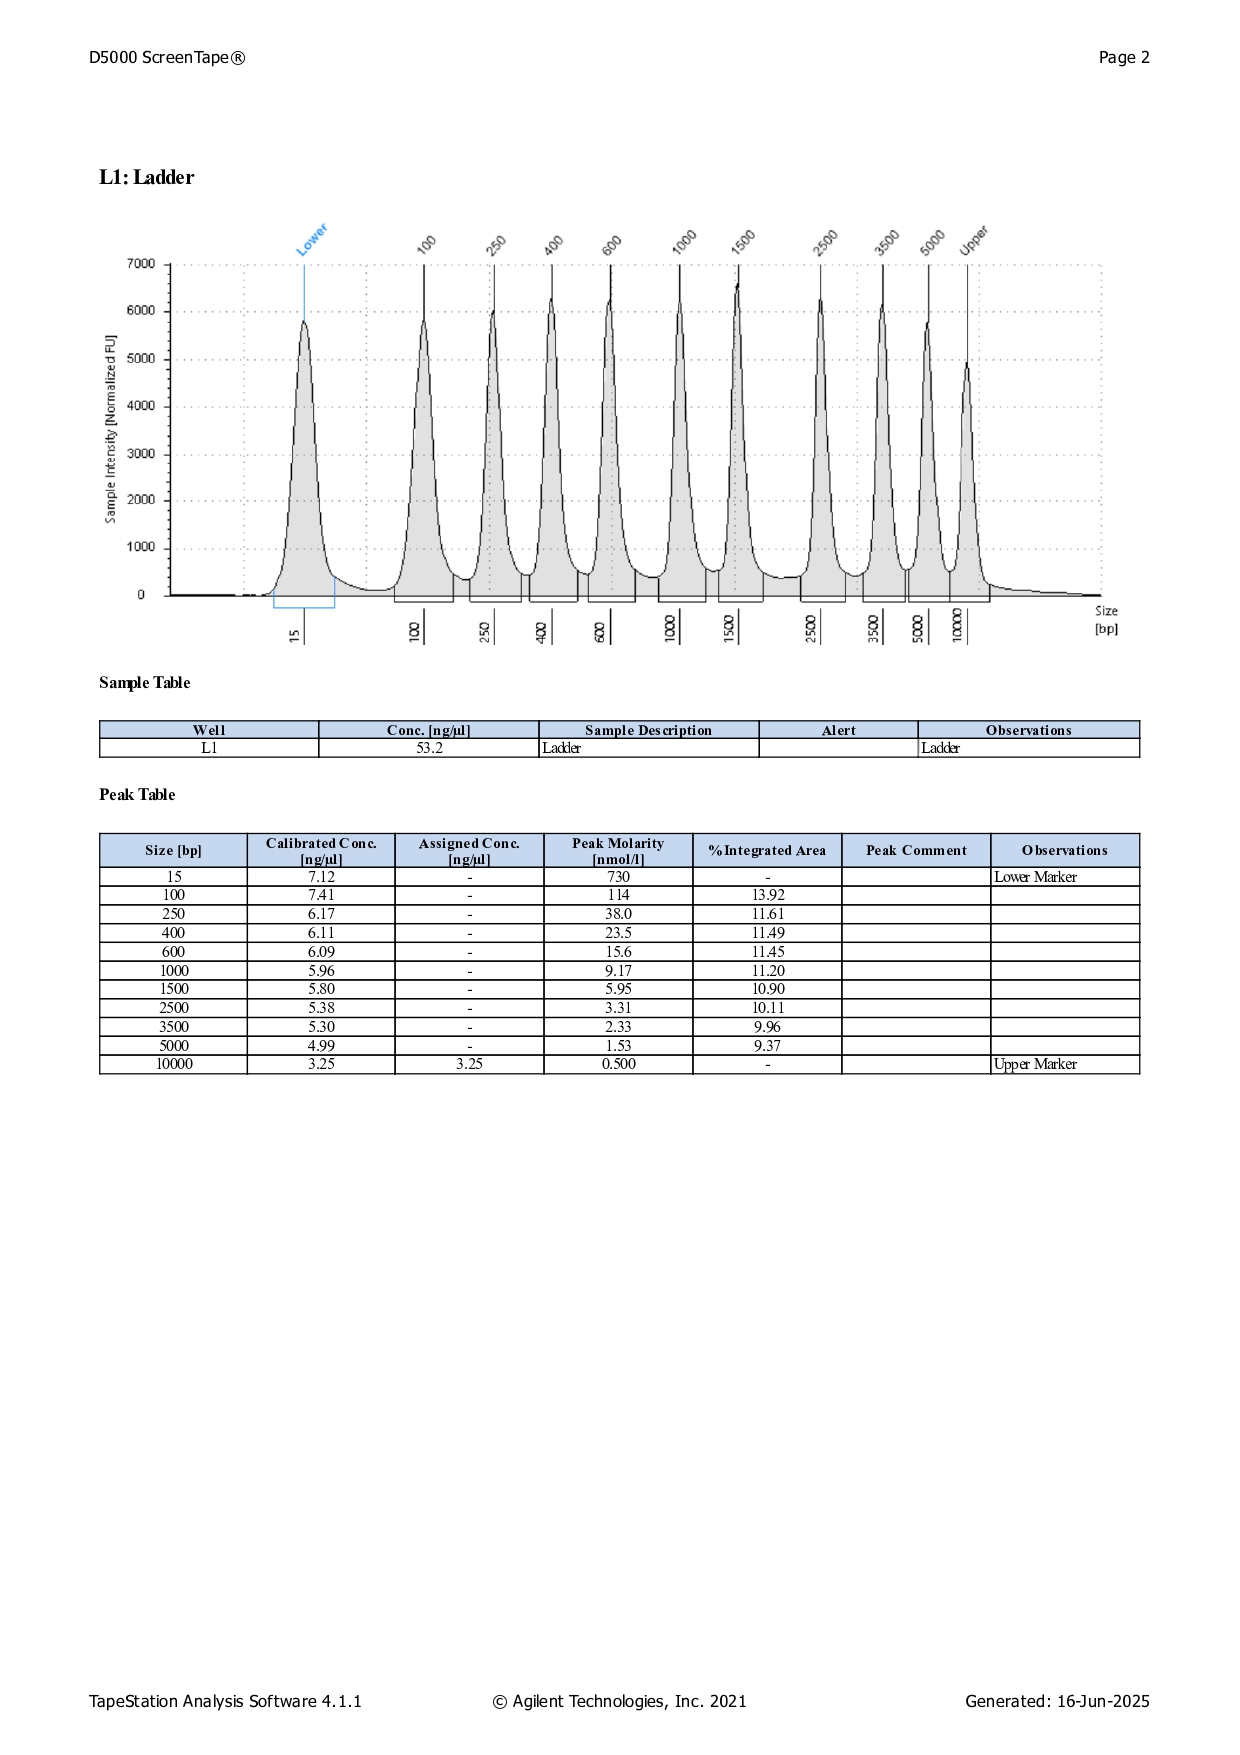 D5000 ScreenTape® Page 2
L1: Ladder
Lower 100 250 400 600 1000 1500 2500 3500 5000 Upper
Sample Intensity [Normalized FU]
7000
6000
5000
4000
3000
2000
1000
0
Size
[bp]
15 100 250 400 600 1000 1500 2500 3500 5000 10000
Sample Table
Well Conc. [ng/µl] Sample Description Alert Observations
L1 53.2 Ladder Ladder
Peak Table
Size [bp] Calibrated Conc. [ng/µl] Assigned Conc. [ng/µl] Peak Molarity [nmol/l] % Integrated Area Peak Comment Observations
15 7.12 - 730 - Lower Marker
100 7.41 - 114 13.92
250 6.17 - 38.0 11.61
400 6.11 - 23.5 11.49
600 6.09 - 15.6 11.45
1000 5.96 - 9.17 11.20
1500 5.80 - 5.95 10.90
2500 5.38 - 3.31 10.11
3500 5.30 - 2.33 9.96
5000 4.99 - 1.53 9.37
10000 3.25 3.25 0.500 - Upper Marker
TapeStation Analysis Software 4.1.1 © Agilent Technologies, Inc. 2021 Generated: 16-Jun-2025